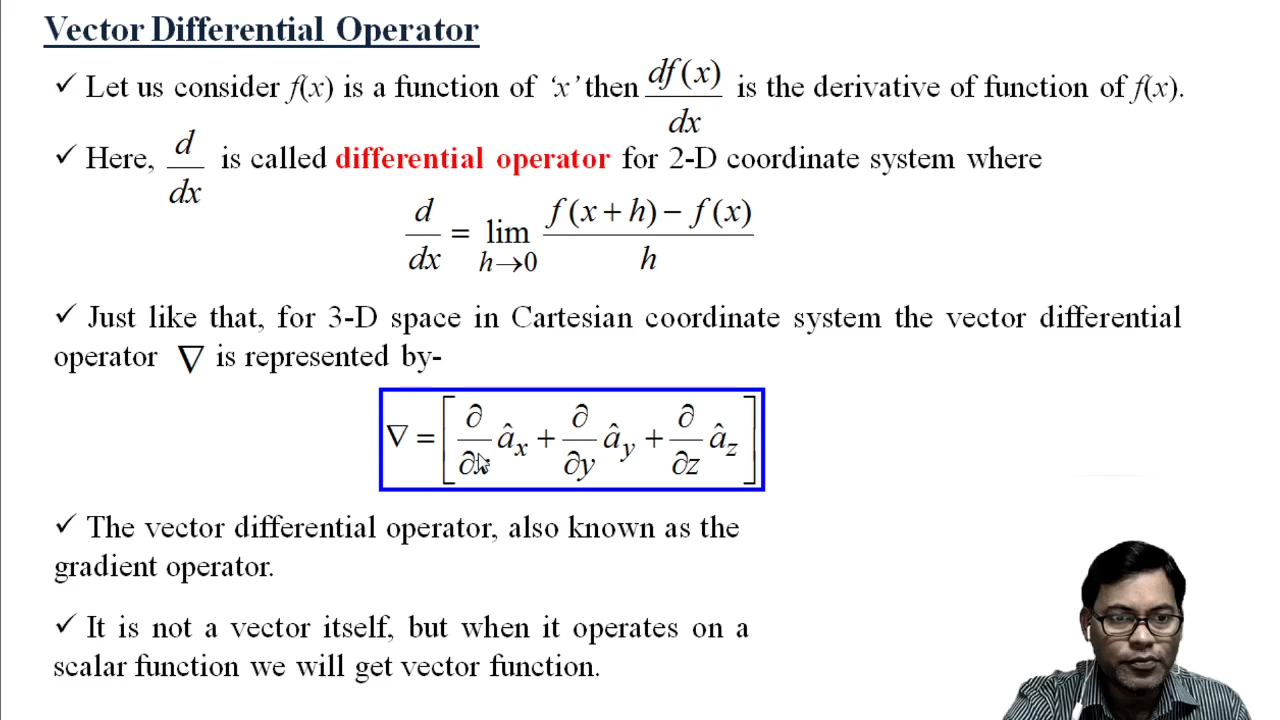 Vector Differential Operator
✓ Let us consider f(x) is a function of ‘x’ then df(x)/dx is the derivative of function of f(x).
✓ Here, d/dx is called differential operator for 2-D coordinate system where
d/dx = lim h→0 f(x+h)−f(x)/h
✓ Just like that, for 3-D space in Cartesian coordinate system the vector differential
operator ∇ is represented by-
∇ = [∂/∂x âx + ∂/∂y ây + ∂/∂z âz]
✓ The vector differential operator, also known as the
gradient operator.
✓ It is not a vector itself, but when it operates on a
scalar function we will get vector function.